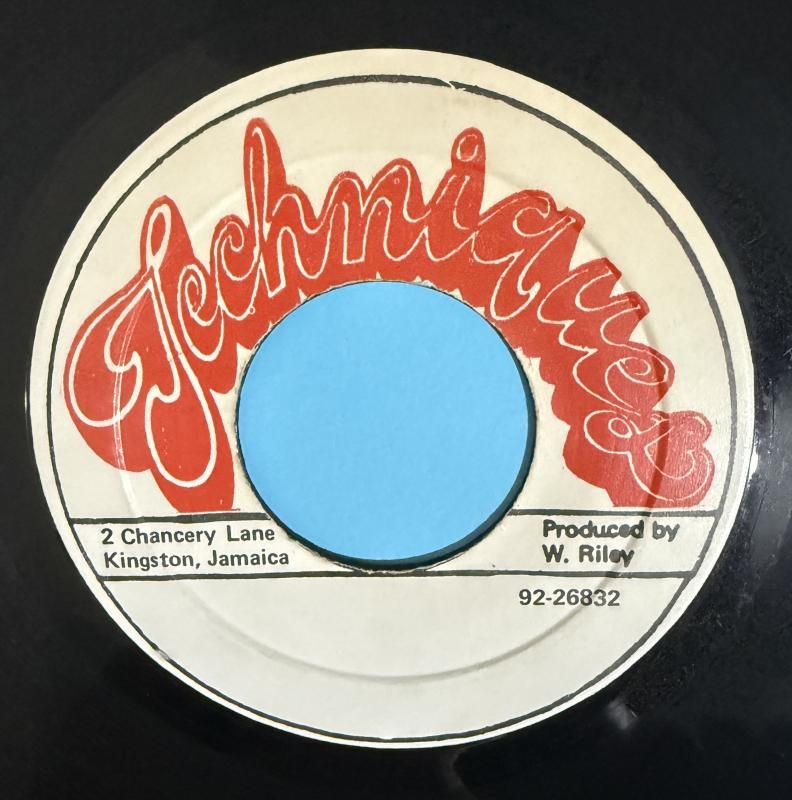 Techniques
2 Chancery Lane
Kingston, Jamaica
Produced by
W. Riley
92-26832